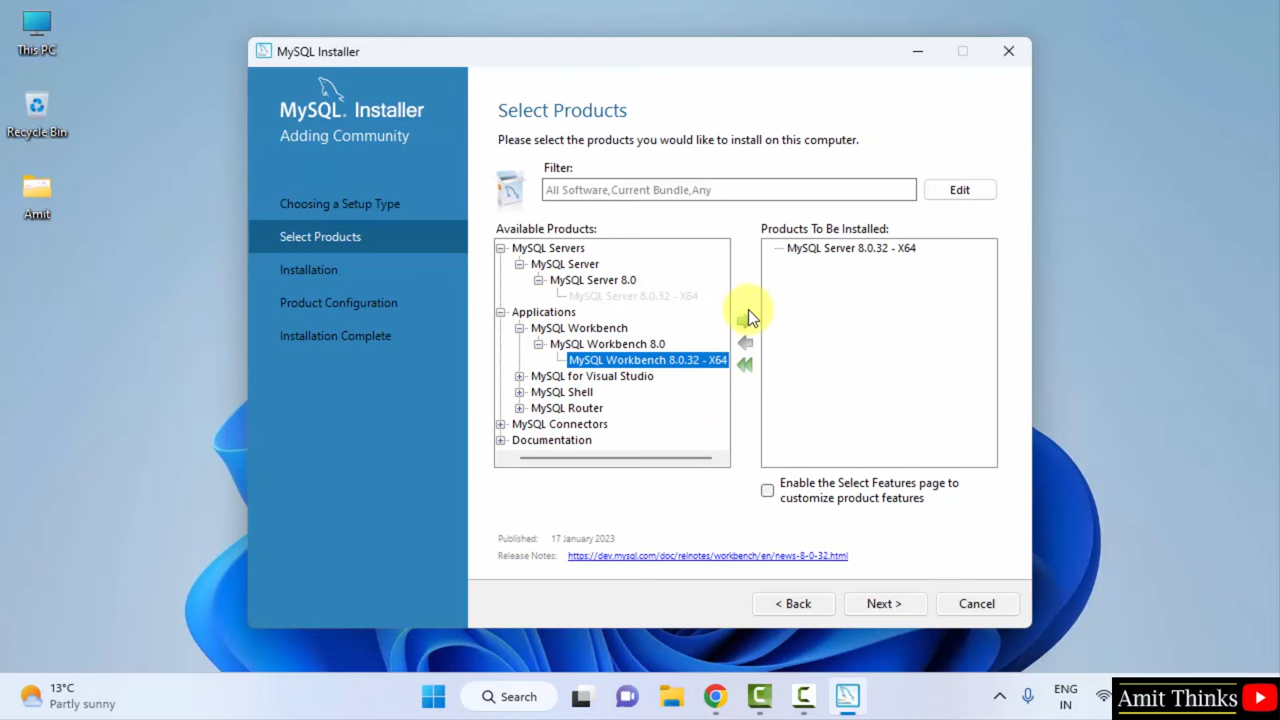 This PC
Recycle Bin
Amit
MySQL Installer
MySQL. Installer
Adding Community
Choosing a Setup Type
Select Products
Installation
Product Configuration
Installation Complete
Select Products
Please select the products you would like to install on this computer.
Filter:
All Software,Current Bundle,Any
Edit
Available Products:
MySQL Servers
MySQL Server
MySQL Server 8.0
MySQL Server 8.0.32 - X64
Applications
MySQL Workbench
MySQL Workbench 8.0
MySQL Workbench 8.0.32 - X64
MySQL for Visual Studio
MySQL Shell
MySQL Router
MySQL Connectors
Documentation
Products To Be Installed:
MySQL Server 8.0.32 - X64
Enable the Select Features page to
customize product features
Published: 17 January 2023
Release Notes: https://dev.mysql.com/doc/relnotes/workbench/en/news-8-0-32.html
< Back
Next >
Cancel
13°C
Partly sunny
Search
ENG
IN
Amit Thinks